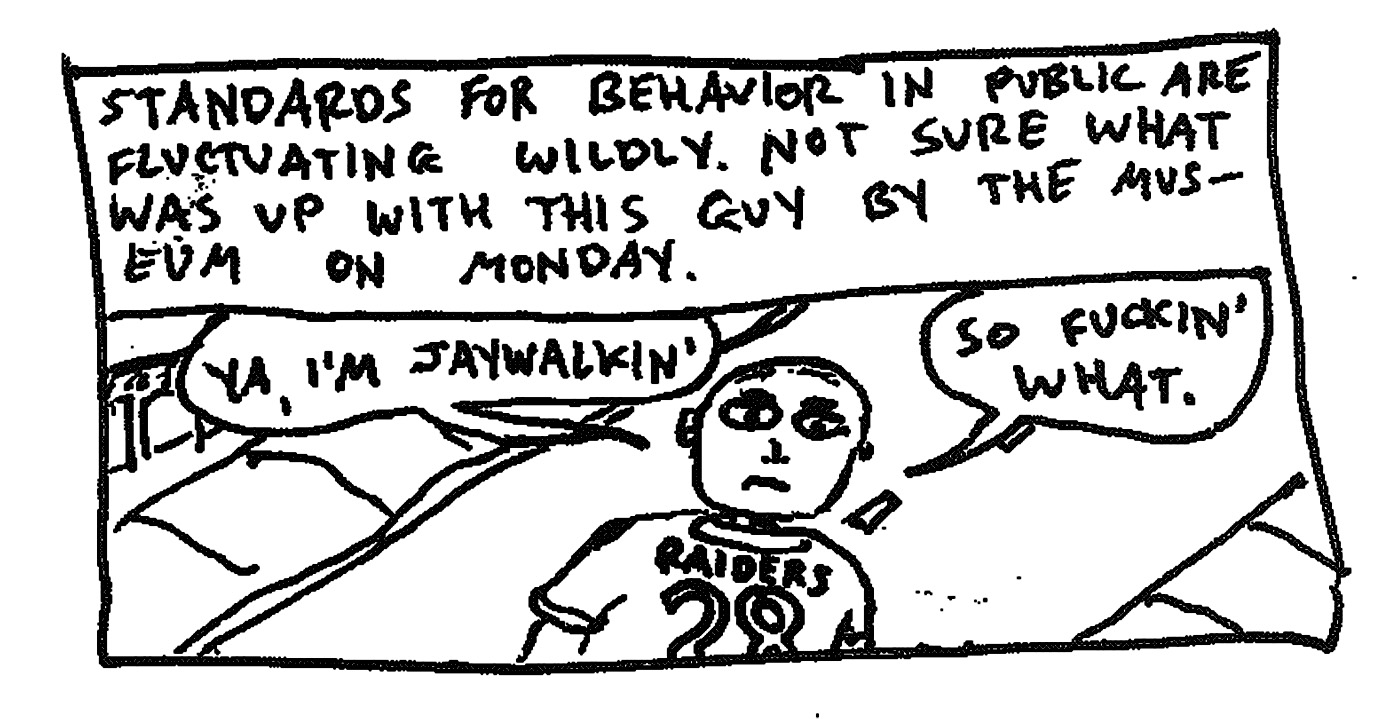 STANDARDS FOR BEHAVIOR IN PUBLIC ARE
FLUCTUATING WILDLY. NOT SURE WHAT
WAS UP WITH THIS GUY BY THE MUS-
EUM ON MONDAY.
YA, I'M JAYWALKIN'
SO FUCKIN'
WHAT.
RAIDERS
28